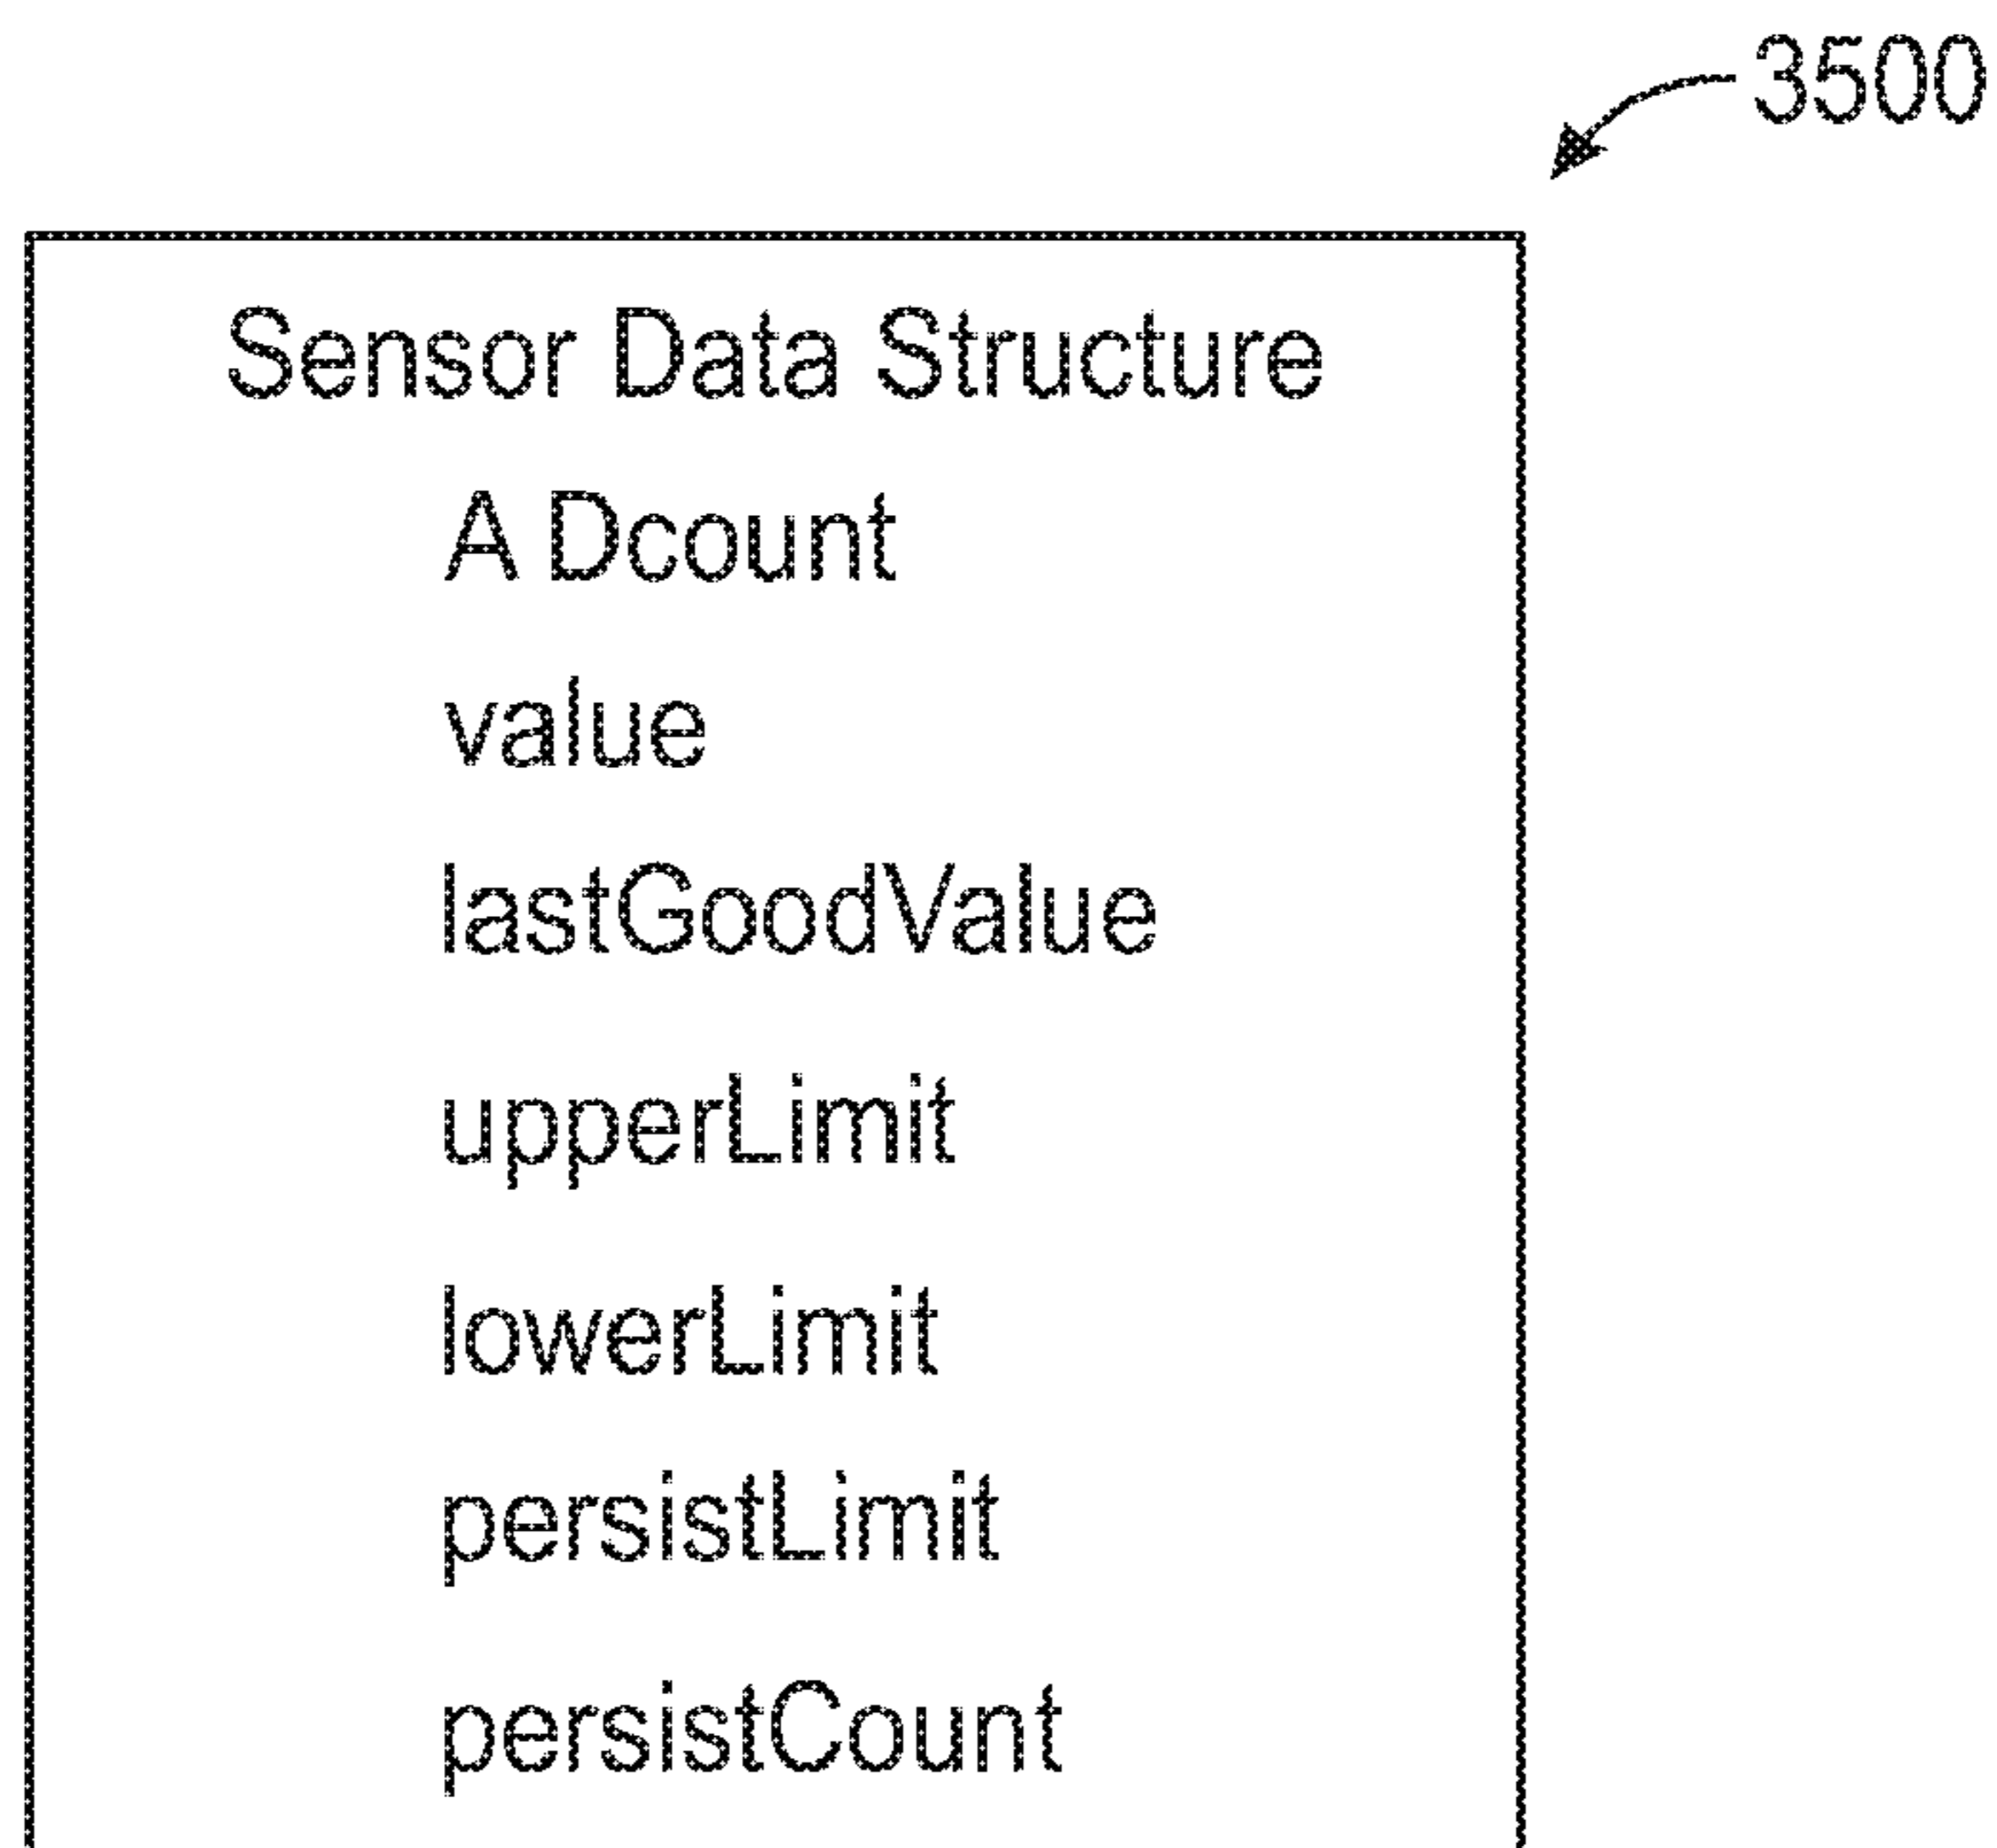 3500
Sensor Data Structure
A Dcount
value
lastGoodValue
upperLimit
lowerLimit
persistLimit
persistCount